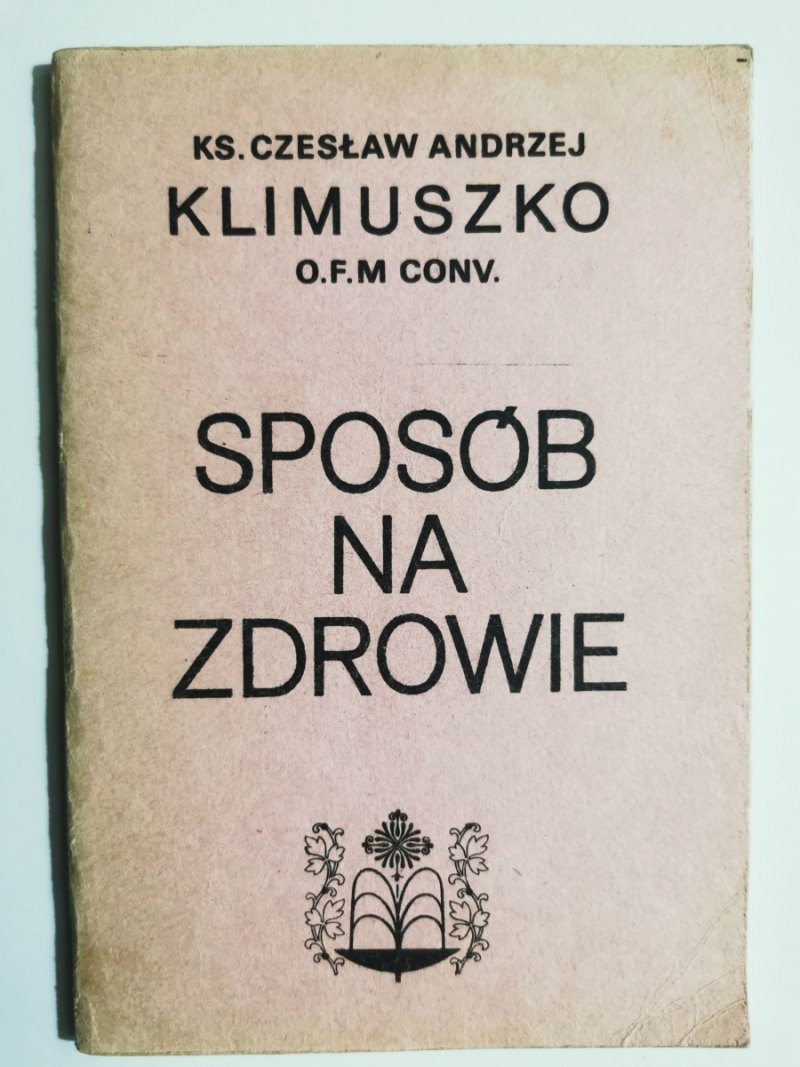 KS. CZESŁAW ANDRZEJ
KLIMUSZKO
O.F.M CONV.
SPOSÓB
NA
ZDROWIE